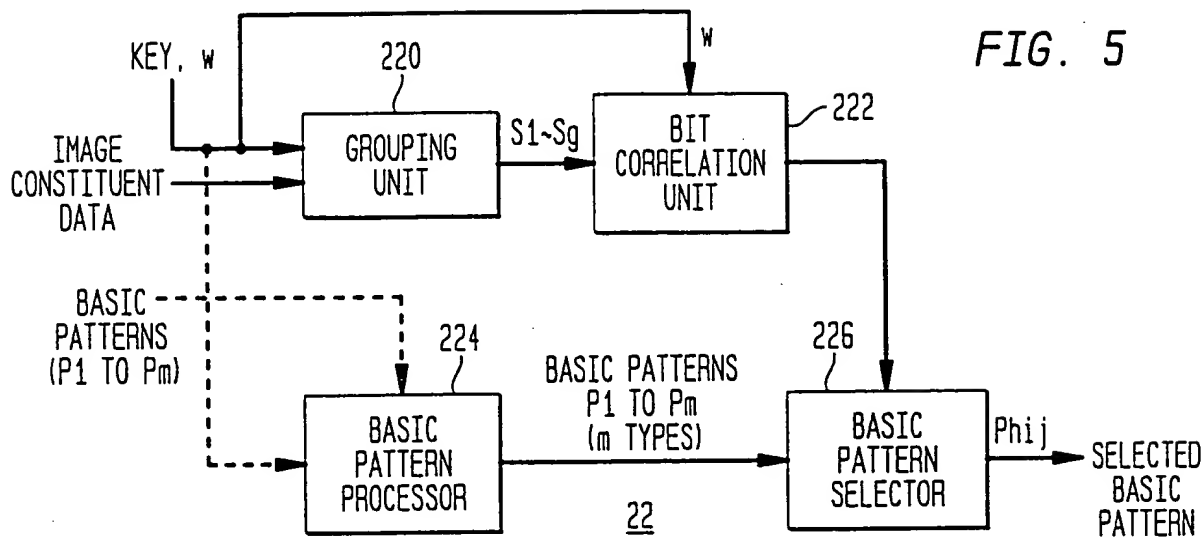 FIG. 5
KEY, W
W
220
222
IMAGE
CONSTITUENT
DATA
GROUPING
UNIT
S1~Sg
BIT
CORRELATION
UNIT
BASIC
PATTERNS
(P1 TO Pm)
224
BASIC
PATTERN
PROCESSOR
BASIC PATTERNS
P1 TO Pm
(m TYPES)
226
BASIC
PATTERN
SELECTOR
Phij
SELECTED
BASIC
PATTERN
22